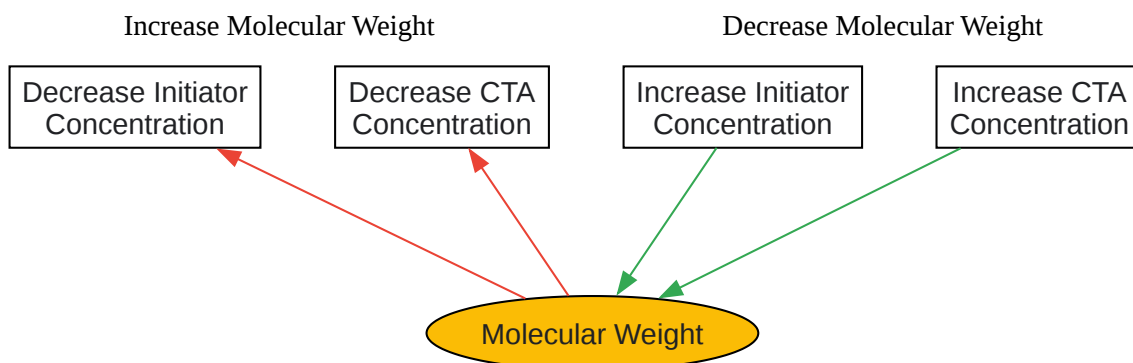 Increase Molecular Weight
Decrease Molecular Weight
Decrease Initiator
Concentration
Decrease CTA
Concentration
Increase Initiator
Concentration
Increase CTA
Concentration
Molecular Weight